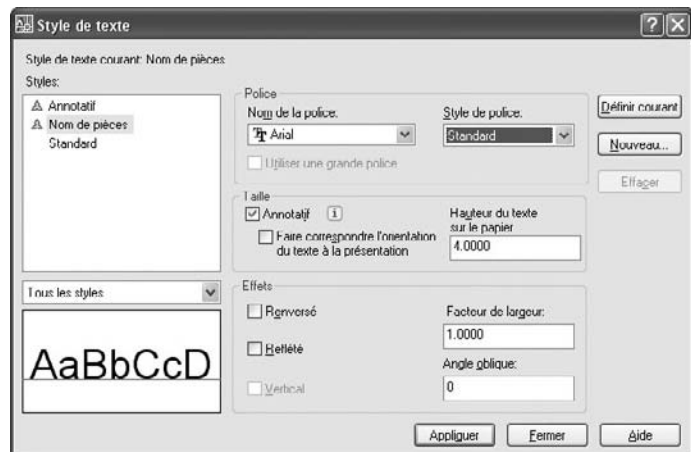 Style de texte
Style de texte courant: Nom de pièces
Styles:
Annotatif
Nom de pièces
Standard
Tous les styles
AaBbCcD
Police
Nom de la police:
Arial
Style de police:
Standard
Utiliser une grande police
Taille
Annotatif
Faire correspondre l'orientation
du texte à la présentation
Hauteur du texte
sur le papier
4.0000
Effets
Renversé
Reflété
Vertical
Facteur de largeur:
1.0000
Angle oblique:
0
Définir courant
Nouveau...
Effacer
Appliquer
Fermer
Aide